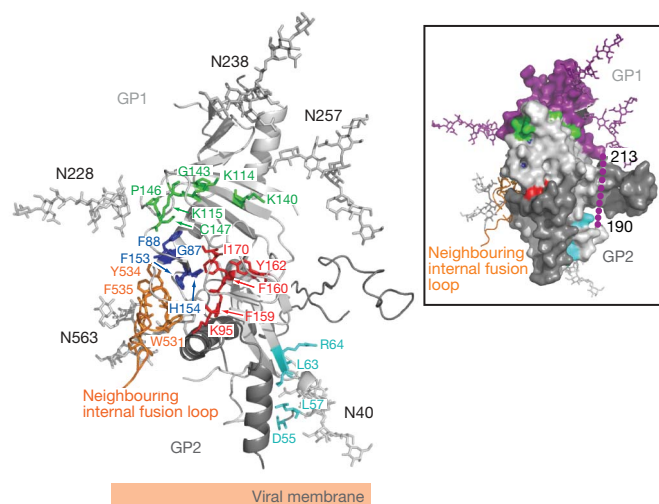 N238
GP1
N257
N228
G143
K114
P146
K140
K115
C147
F88
G87
I170
F153
Y162
Y534
F535
F160
H154
F159
N563
W531
K95
R64
L63
Neighbouring
internal fusion loop
L57
N40
GP2
D55
Viral membrane
GP1
213
190
GP2
Neighbouring
internal fusion
loop